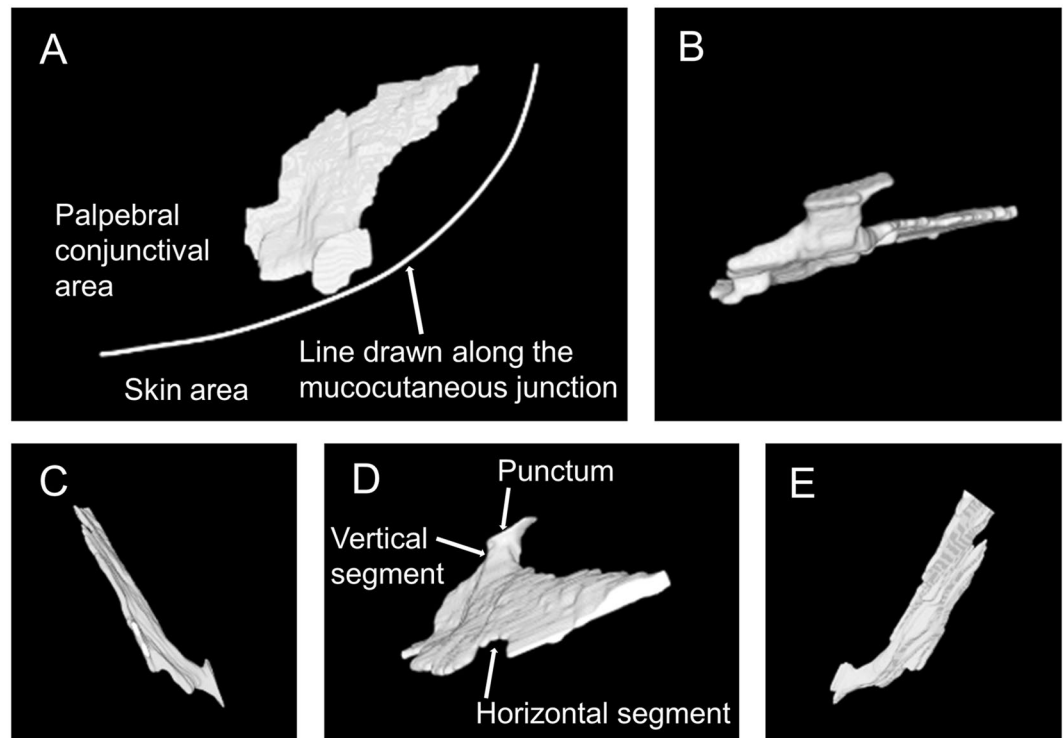 A
Palpebral
conjunctival
area
Skin area
Line drawn along the
mucocutaneous junction
B
C
D
Punctum
Vertical
segment
Horizontal segment
E